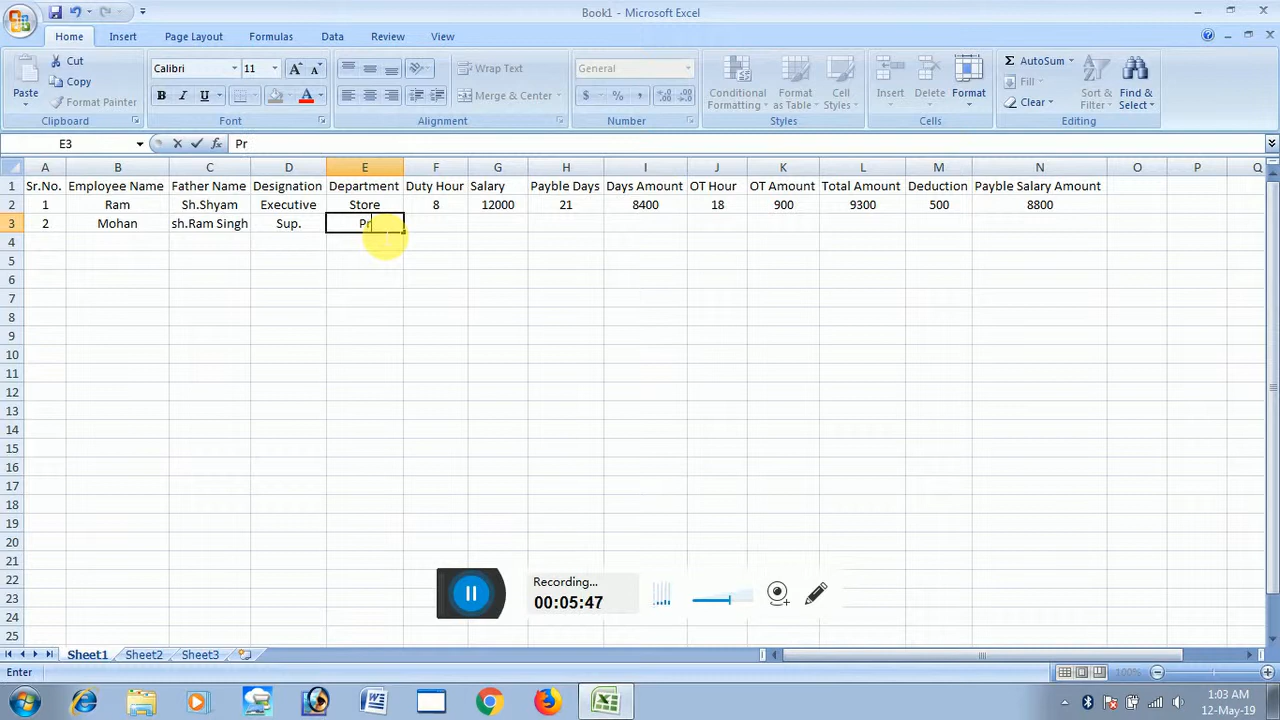 Book1 - Microsoft Excel
Home Insert Page Layout Formulas Data Review View
Paste Cut Copy Format Painter Clipboard
Calibri 11 B I U A Font
Wrap Text Merge & Center Alignment
General $ % , Number
Conditional Formatting Format as Table Cell Styles Styles
Insert Delete Format Cells
Σ AutoSum Fill Clear Sort & Filter Find & Select Editing
E3 fx Pr
A B C D E F G H I J K L M N O P Q
1 Sr.No. Employee Name Father Name Designation Department Duty Hour Salary Payble Days Days Amount OT Hour OT Amount Total Amount Deduction Payble Salary Amount
2 1 Ram Sh.Shyam Executive Store 8 12000 21 8400 18 900 9300 500 8800
3 2 Mohan sh.Ram Singh Sup. Pr
4
5
6
7
8
9
10
11
12
13
14
15
16
17
18
19
20
21
22
23
24
25
Recording...
00:05:47
Sheet1 Sheet2 Sheet3
Enter 100%
W
1:03 AM
12-May-19